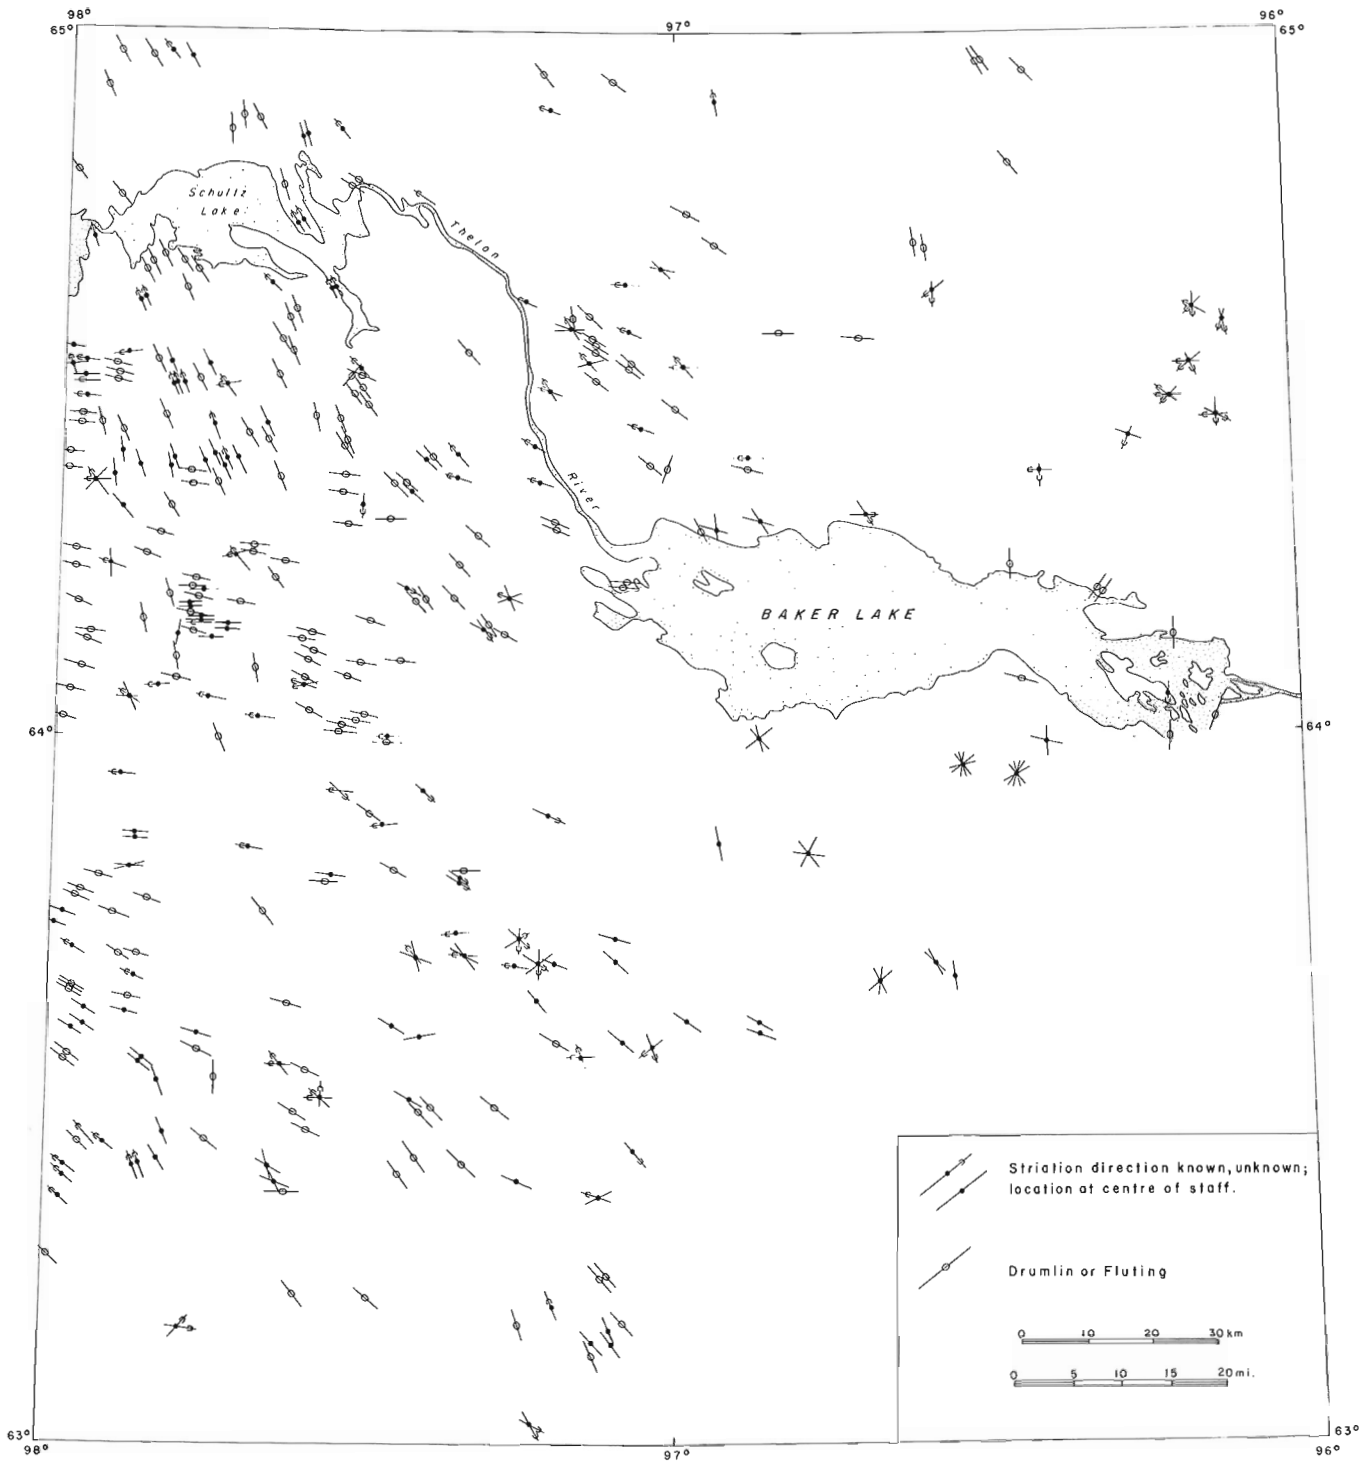 98°
97°
96°
65°
65°
Schultz
Lake
Thelon
River
BAKER LAKE
64°
64°
Striation direction known, unknown;
location at centre of staff.
Drumlin or Fluting
0 10 20 30 km
0 5 10 15 20 mi.
63°
63°
98°
97°
96°